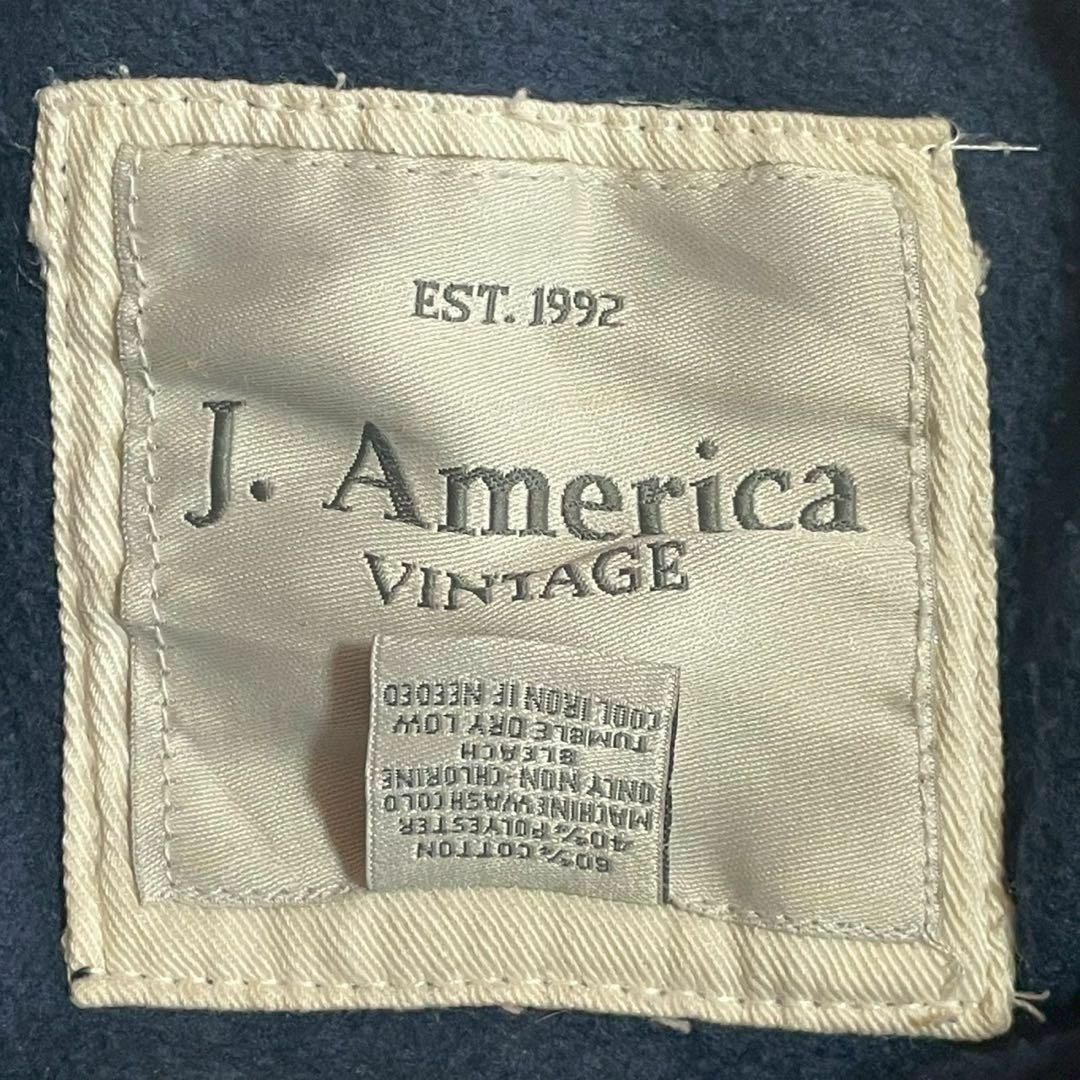 EST. 1992
J. America
VINTAGE
60% COTTON
40% POLYESTER
MACHINE WASH COLD
ONLY NON-CHLORINE
BLEACH
TUMBLE DRY LOW
COOL IRON IF NEEDED